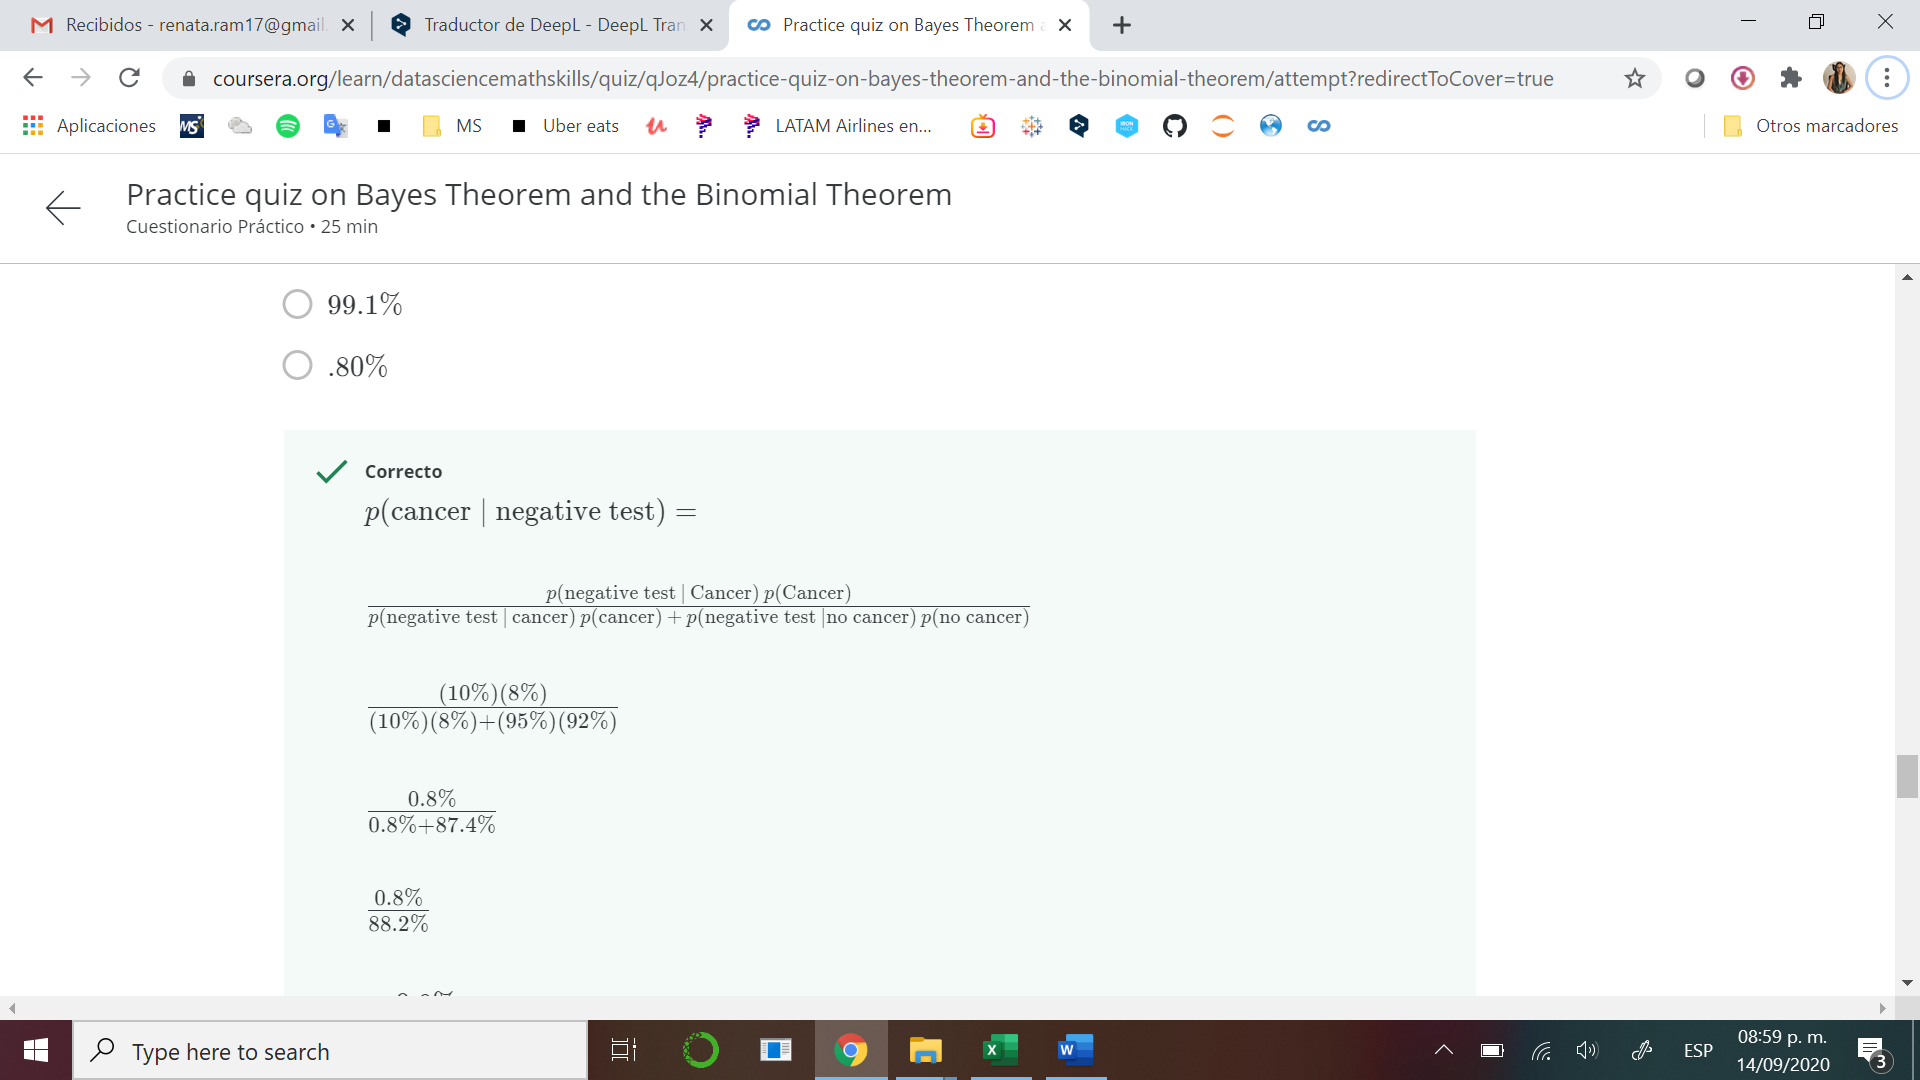 Recibidos - renata.ram17@gmail.
Traductor de DeepL - DeepL Tran
Practice quiz on Bayes Theorem a
coursera.org/learn/datasciencemathskills/quiz/qJoz4/practice-quiz-on-bayes-theorem-and-the-binomial-theorem/attempt?redirectToCover=true
Aplicaciones MS MS Uber eats LATAM Airlines en... Otros marcadores
Practice quiz on Bayes Theorem and the Binomial Theorem
Cuestionario Práctico • 25 min
99.1%
.80%
Correcto
p(cancer | negative test) =
p(negative test | Cancer) p(Cancer)
p(negative test | cancer) p(cancer) + p(negative test |no cancer) p(no cancer)
(10%)(8%)
(10%)(8%)+(95%)(92%)
0.8%
0.8%+87.4%
0.8%
88.2%
Type here to search
ESP
08:59 p. m.
14/09/2020
3